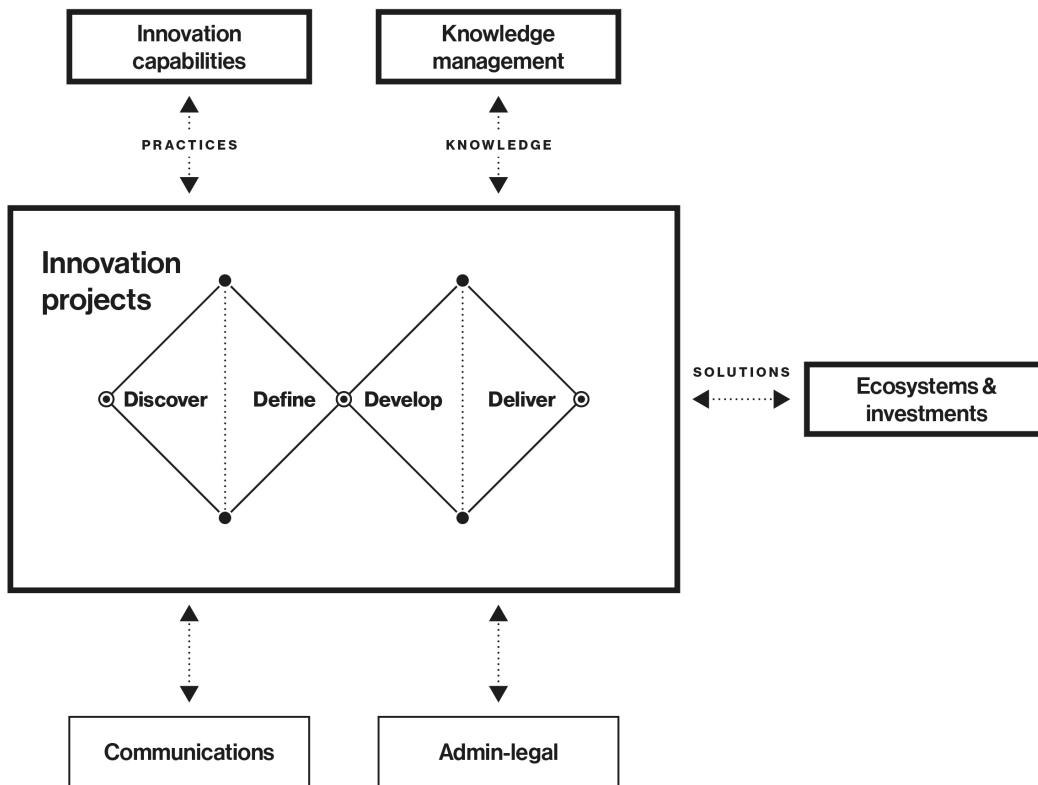 Innovation
capabilities
Knowledge
management
PRACTICES
KNOWLEDGE
Innovation
projects
Discover
Define
Develop
Deliver
SOLUTIONS
Ecosystems &
investments
Communications
Admin-legal